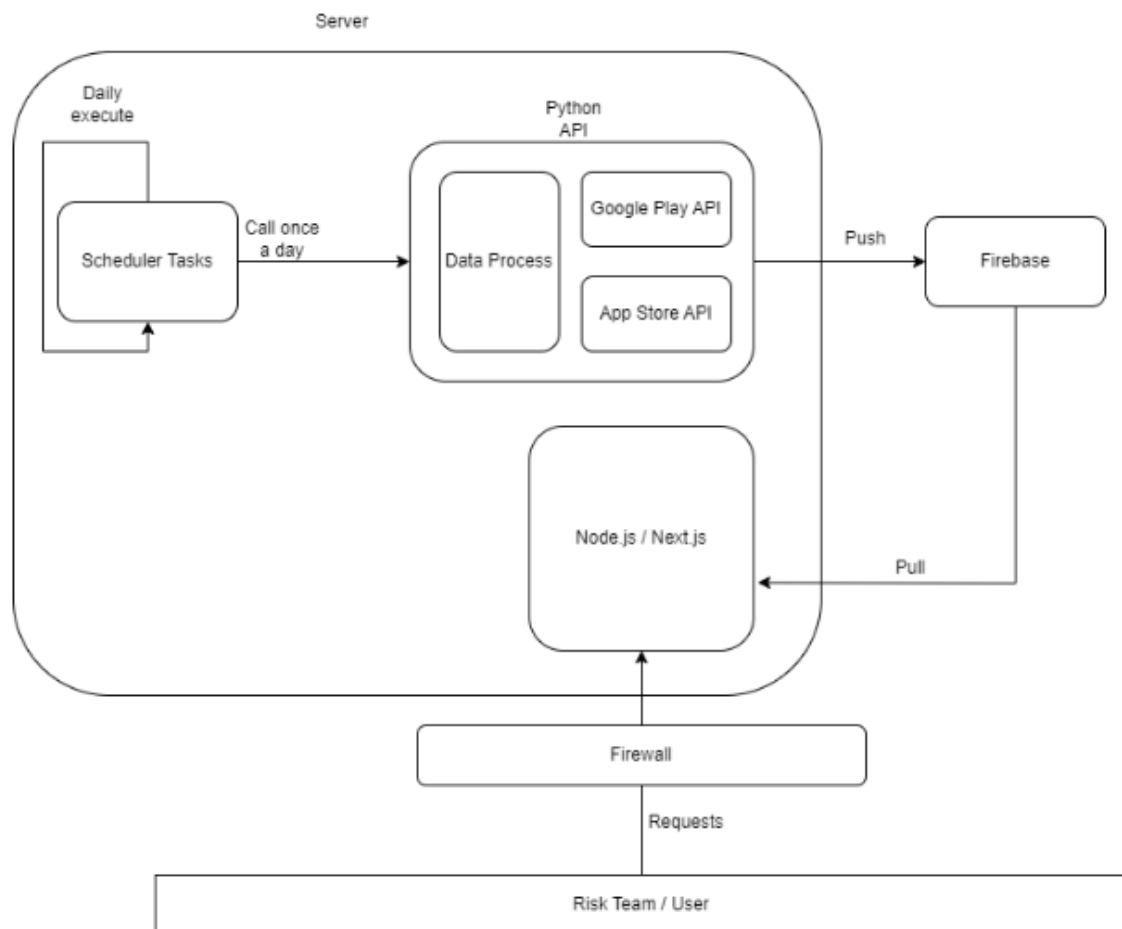 Server
Daily
execute
Python
API
Google Play API
Scheduler Tasks
Call once
a day
Data Process
App Store API
Push
Firebase
Node.js / Next.js
Pull
Firewall
Requests
Risk Team / User